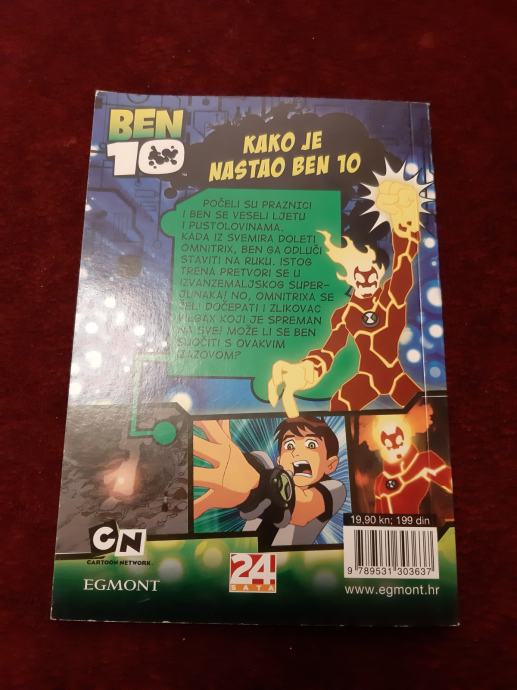 BEN
10
KAKO JE
NASTAO BEN 10
POČELI SU PRAZNICI
I BEN SE VESELI LJETU
I PUSTOLOVINAMA.
KADA IZ SVEMIRA DOLETI
OMNITRIX, BEN GA ODLUČI
STAVITI NA RUKU. ISTOG
TRENA PRETVORI SE U
IZVANZEMALJSKOG SUPER-
JUNAKA! NO, OMNITRIXA SE
ŽELI DOČEPATI I ZLIKOVAC
VILGAX KOJI JE SPREMAN
NA SVE! MOŽE LI SE BEN
SUOČITI S OVAKVIM
IZAZOVOM?
19,90 kn; 199 din
CN
CARTOON NETWORK
EGMONT
24
SATA
9 789531 303637
www.egmont.hr